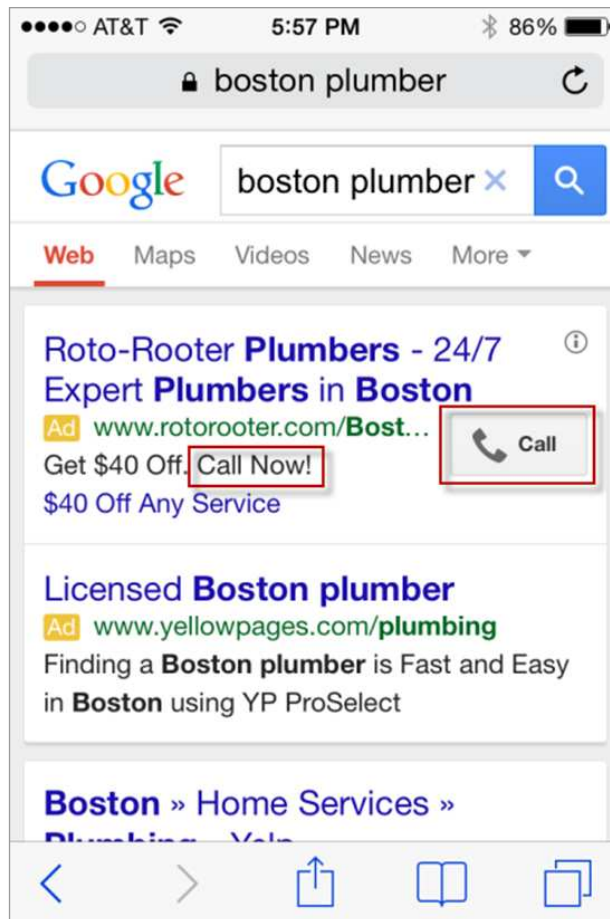 AT&T 5:57 PM 86%
boston plumber
Google boston plumber
Web Maps Videos News More
Roto-Rooter Plumbers - 24/7
Expert Plumbers in Boston
Ad www.rotorooter.com/Bost...
Call
Get $40 Off. Call Now!
$40 Off Any Service
Licensed Boston plumber
Ad www.yellowpages.com/plumbing
Finding a Boston plumber is Fast and Easy
in Boston using YP ProSelect
Boston » Home Services »
Plumbing - Yelp